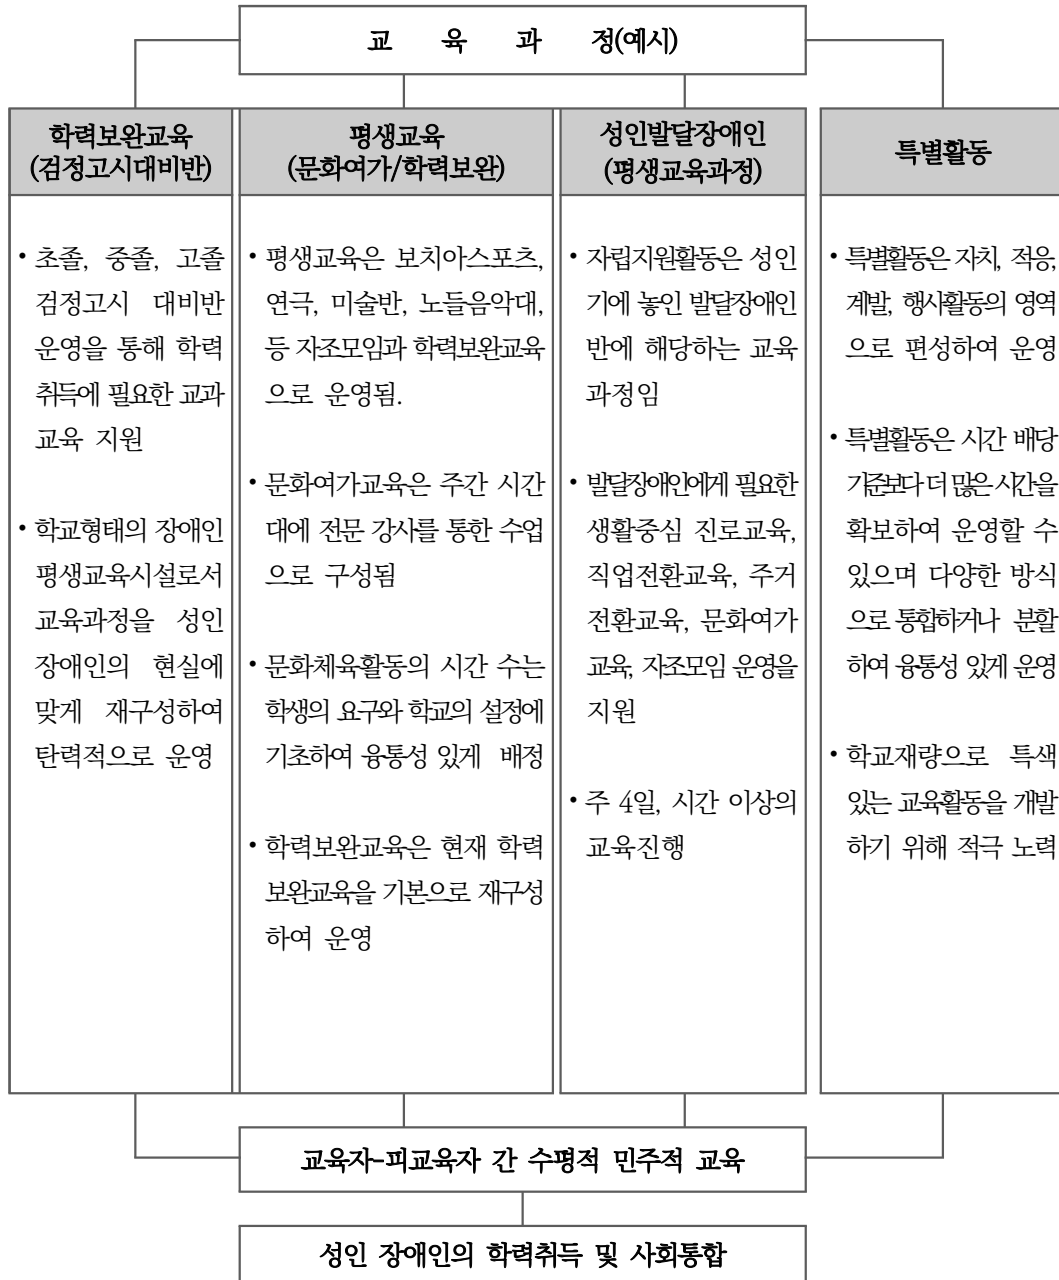 교 육 과 정(예시)
학력보완교육
(검정고시대비반)
• 초졸, 중졸, 고졸
검정고시 대비반
운영을 통해 학력
취득에 필요한 교과
교육 지원
• 학교형태의 장애인
평생교육시설로서
교육과정을 성인
장애인의 현실에
맞게 재구성하여
탄력적으로 운영
평생교육
(문화여가/학력보완)
• 평생교육은 보치아스포츠,
연극, 미술반, 노들음악대,
등 자조모임과 학력보완교육
으로 운영됨.
• 문화여가교육은 주간 시간
대에 전문 강사를 통한 수업
으로 구성됨
• 문화체육활동의 시간 수는
학생의 요구와 학교의 설정에
기초하여 융통성 있게 배정
• 학력보완교육은 현재 학력
보완교육을 기본으로 재구성
하여 운영
성인발달장애인
(평생교육과정)
• 자립지원활동은 성인
기에 놓인 발달장애인
반에 해당하는 교육
과정임
• 발달장애인에게 필요한
생활중심 진로교육,
직업전환교육, 주거
전환교육, 문화여가
교육, 자조모임 운영을
지원
• 주 4일, 시간 이상의
교육진행
특별활동
• 특별활동은 자치, 적응,
계발, 행사활동의 영역
으로 편성하여 운영
• 특별활동은 시간 배당
기준보다 더 많은 시간을
확보하여 운영할 수
있으며 다양한 방식
으로 통합하거나 분할
하여 융통성 있게 운영
• 학교재량으로 특색
있는 교육활동을 개발
하기 위해 적극 노력
교육자-피교육자 간 수평적 민주적 교육
성인 장애인의 학력취득 및 사회통합